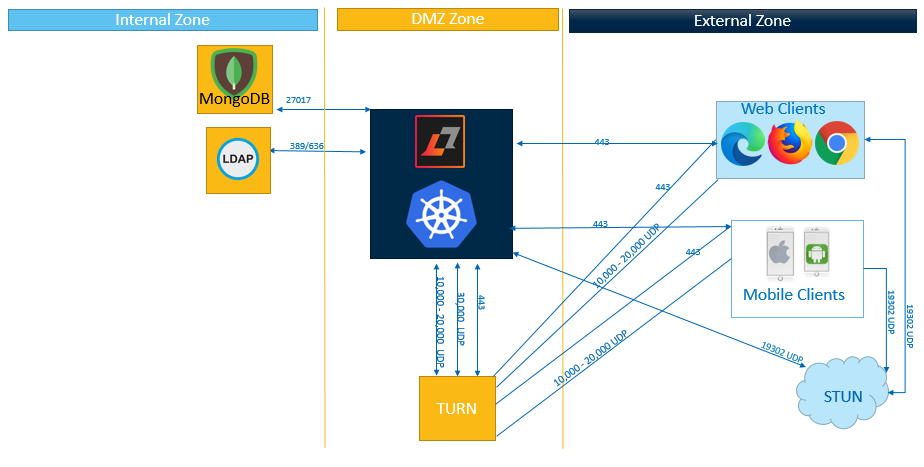 Internal Zone
DMZ Zone
External Zone
MongoDB
27017
LDAP
389/636
443
Web Clients
443
10,000 - 20,000 UDP
443
443
Mobile Clients
10,000 - 20,000 UDP
30,000 UDP
443
10,000 - 20,000 UDP
19302 UDP
19302 UDP
19302 UDP
TURN
STUN